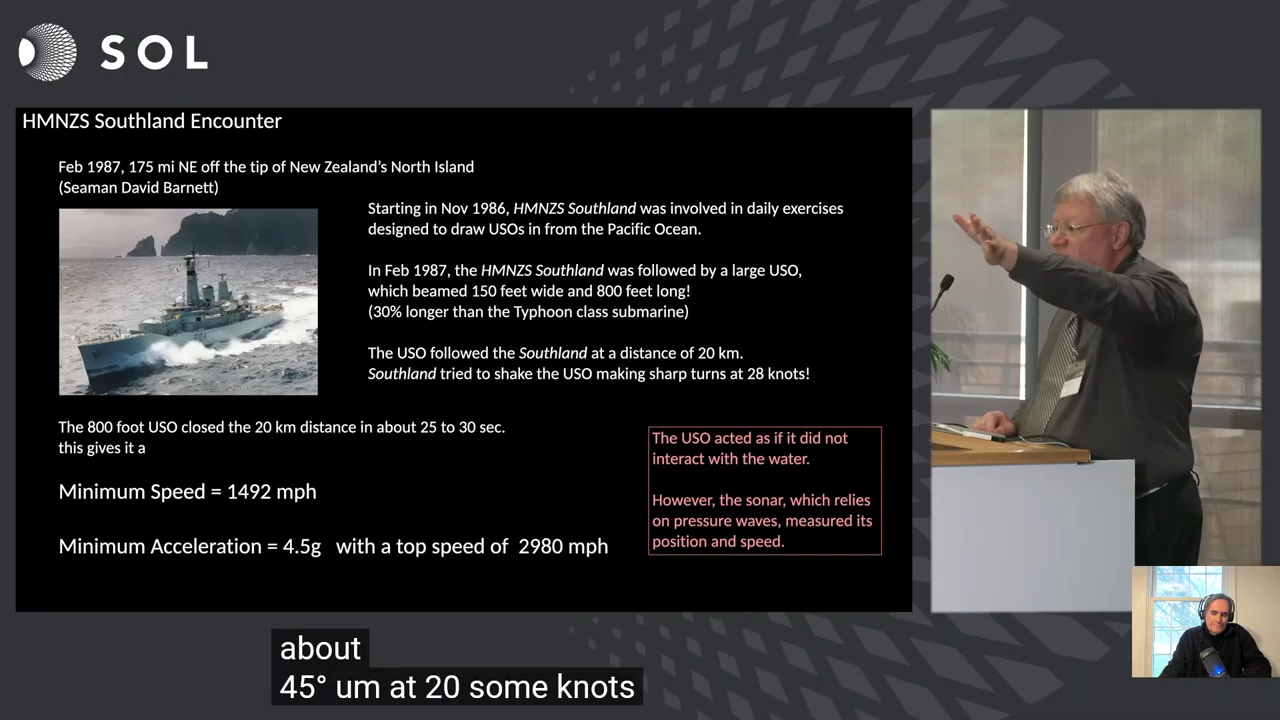 SOL
HMNZS Southland Encounter
Feb 1987, 175 mi NE off the tip of New Zealand's North Island
(Seaman David Barnett)
Starting in Nov 1986, HMNZS Southland was involved in daily exercises
designed to draw USOs in from the Pacific Ocean.
In Feb 1987, the HMNZS Southland was followed by a large USO,
which beamed 150 feet wide and 800 feet long!
(30% longer than the Typhoon class submarine)
The USO followed the Southland at a distance of 20 km.
Southland tried to shake the USO making sharp turns at 28 knots!
The 800 foot USO closed the 20 km distance in about 25 to 30 sec.
this gives it a
Minimum Speed = 1492 mph
Minimum Acceleration = 4.5g with a top speed of 2980 mph
The USO acted as if it did not
interact with the water.
However, the sonar, which relies
on pressure waves, measured its
position and speed.
about
45° um at 20 some knots